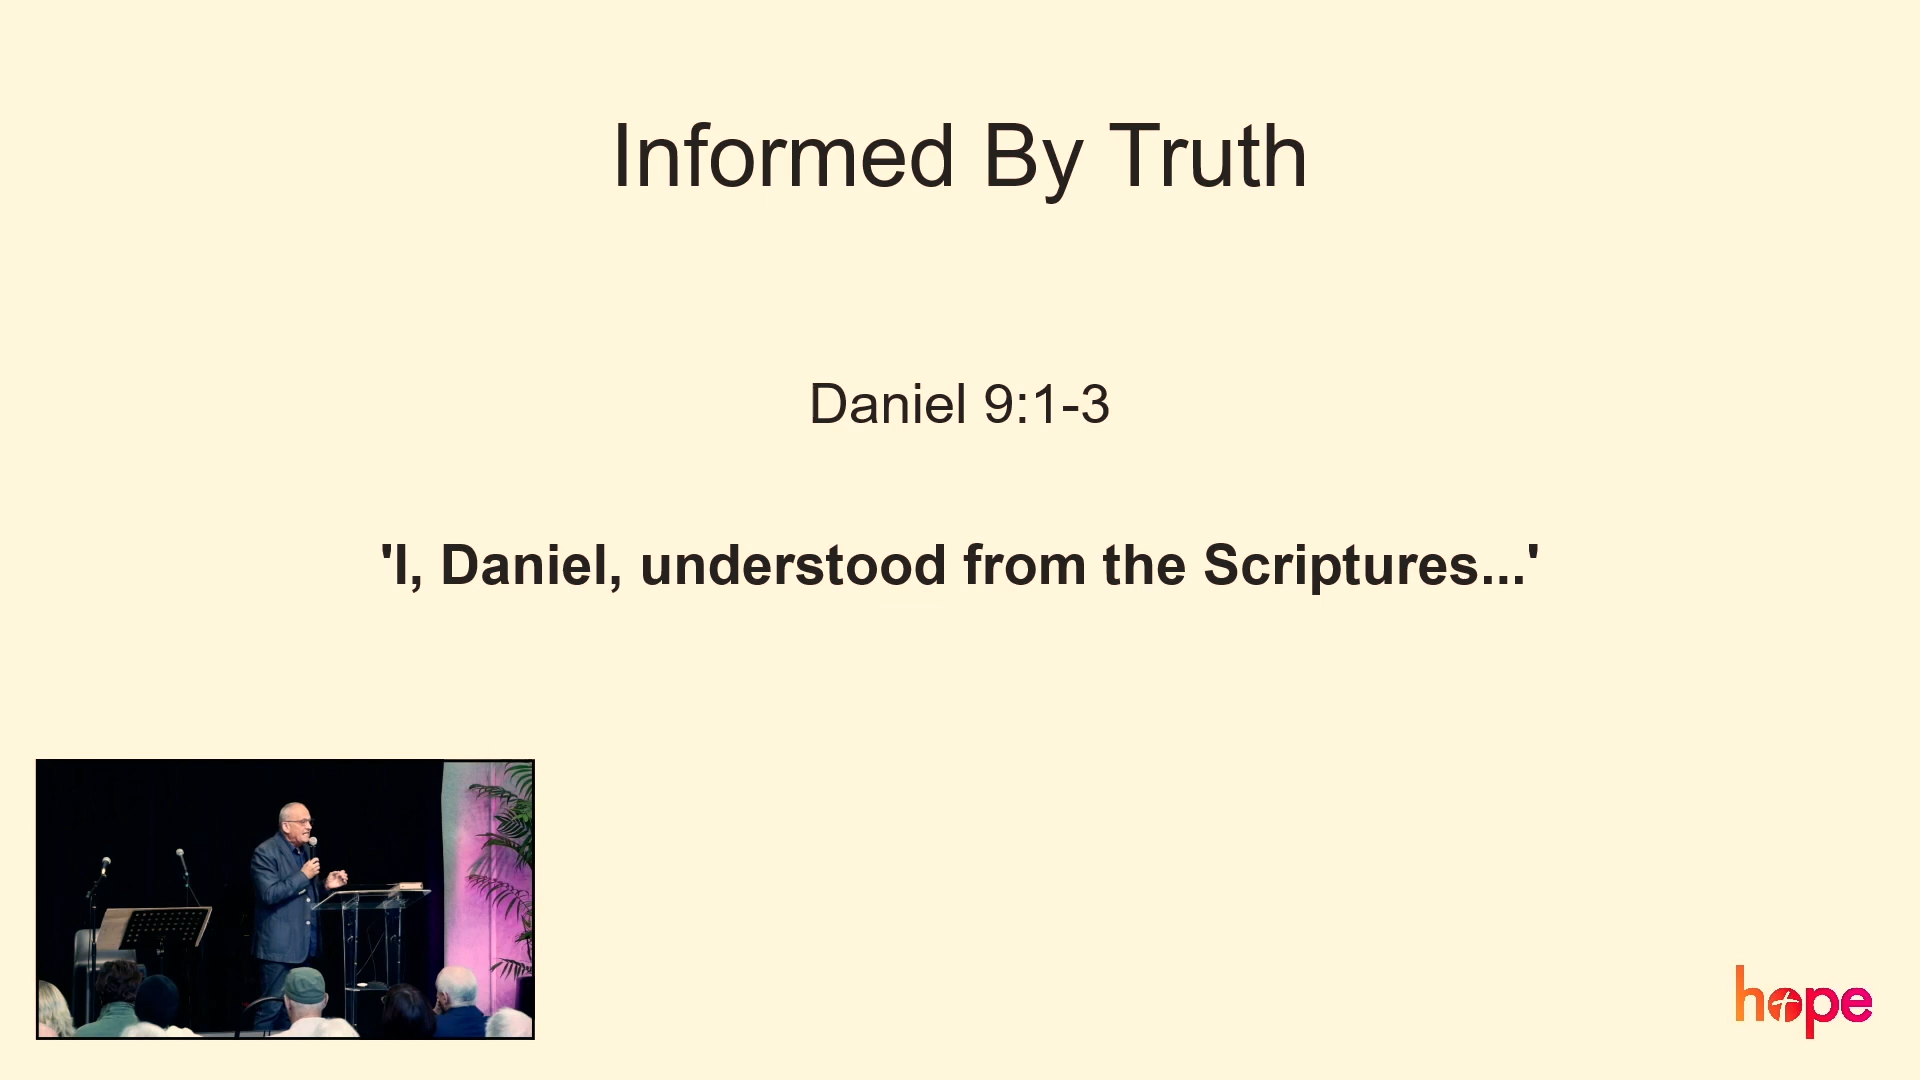 Informed By Truth
Daniel 9:1-3
'I, Daniel, understood from the Scriptures...'
hope